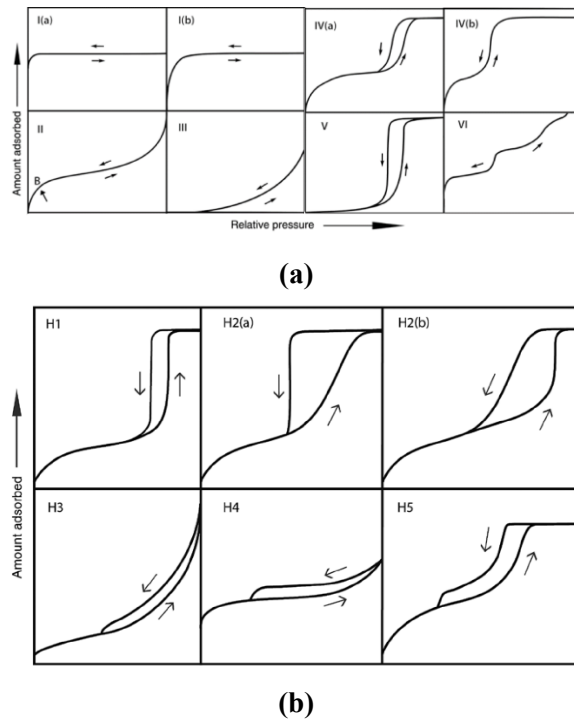 I(a)
I(b)
IV(a)
IV(b)
II
B
III
V
VI
Amount adsorbed
Relative pressure
(a)
H1
H2(a)
H2(b)
H3
H4
H5
Amount adsorbed
(b)